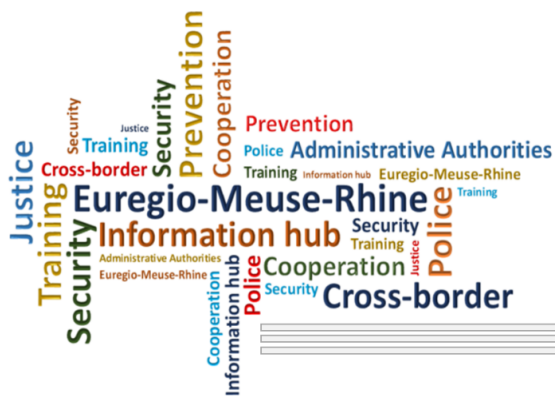 Prevention
Cooperation
Security
Security
Justice
Training
Prevention
Justice
Police
Administrative Authorities
Cross-border
Training
Information hub
Euregio-Meuse-Rhine
Training
Euregio-Meuse-Rhine
Training
Security
Information hub
Security
Police
Training
Justice
Administrative Authorities
Euregio-Meuse-Rhine
Cooperation
Information hub
Police
Cooperation
Security
Cross-border